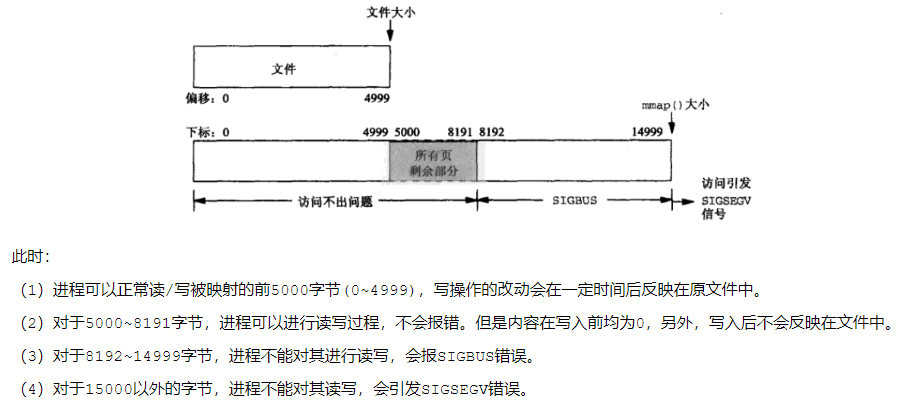 文件大小
文件
偏移：0 4999
mmap()大小
下标：0 4999 5000 8191 8192 14999
所有页
剩余部分
访问不出问题 SIGBUS
访问引发
SIGSEGV
信号
此时：
（1）进程可以正常读/写被映射的前5000字节(0~4999)，写操作的改动会在一定时间后反映在原文件中。
（2）对于5000~8191字节，进程可以进行读写过程，不会报错。但是内容在写入前均为0，另外，写入后不会反映在文件中。
（3）对于8192~14999字节，进程不能对其进行读写，会报SIGBUS错误。
（4）对于15000以外的字节，进程不能对其读写，会引发SIGSEGV错误。